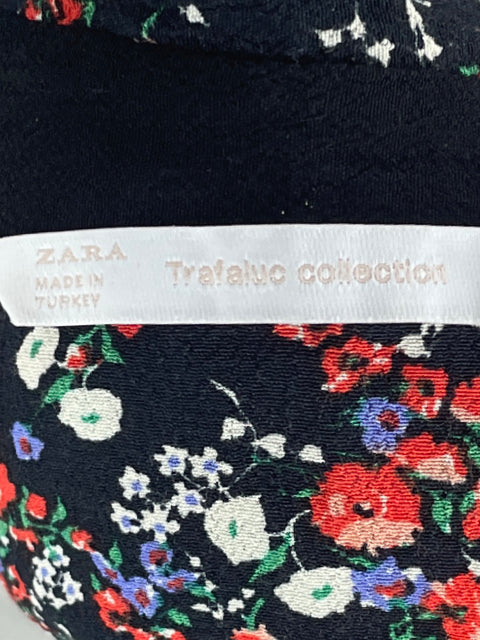 ZARA
MADE IN
TURKEY
Trafaluc collection